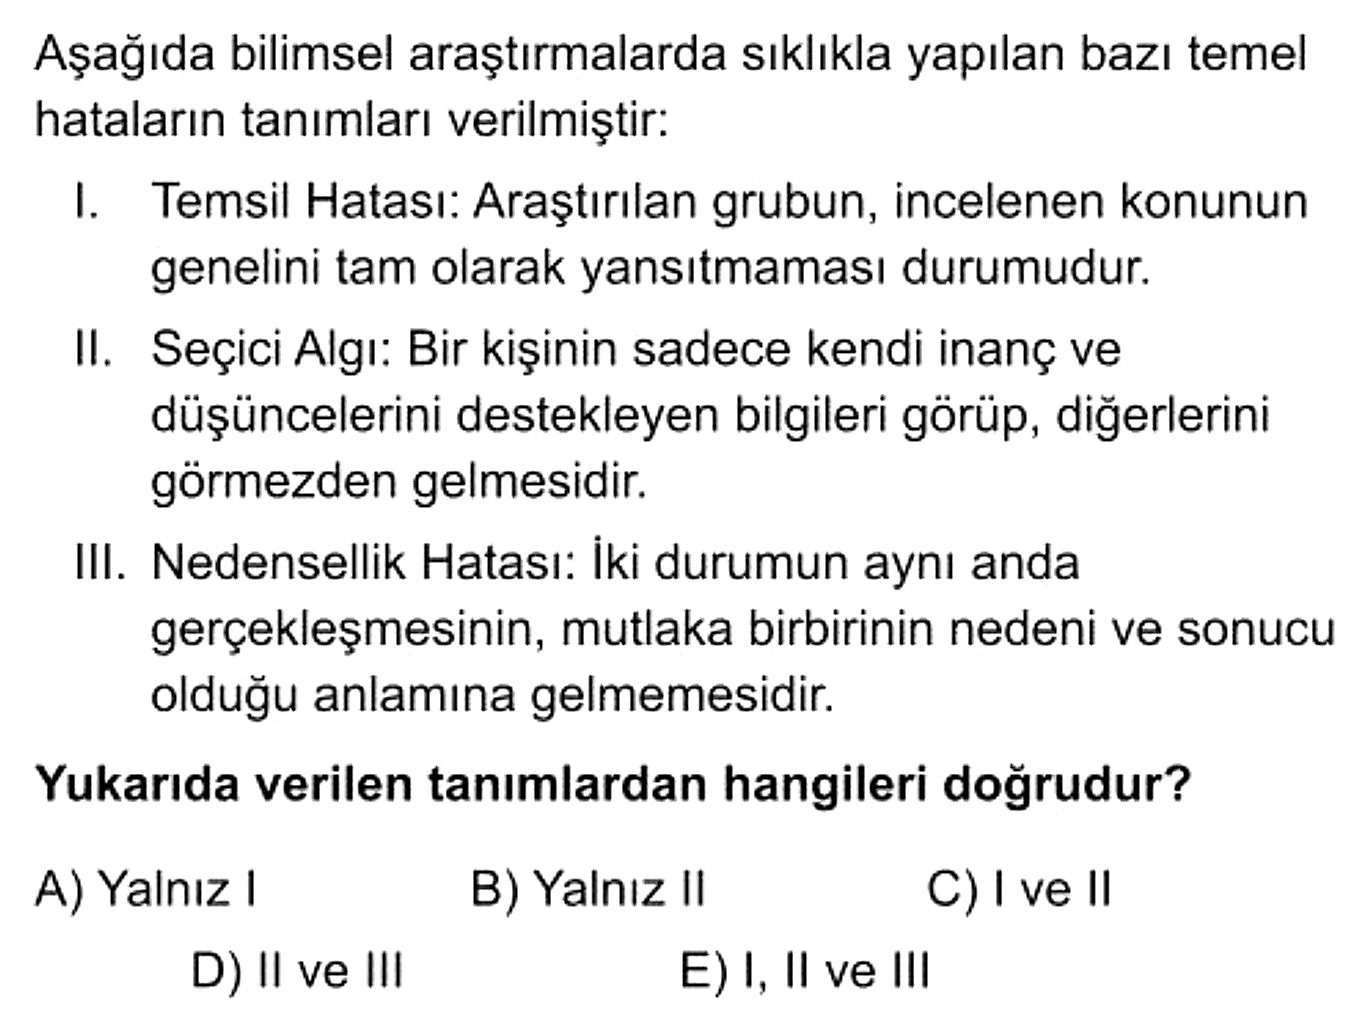 Aşağıda bilimsel araştırmalarda sıklıkla yapılan bazı temel
hataların tanımları verilmiştir:
I. Temsil Hatası: Araştırılan grubun, incelenen konunun
genelini tam olarak yansıtmaması durumudur.
II. Seçici Algı: Bir kişinin sadece kendi inanç ve
düşüncelerini destekleyen bilgileri görüp, diğerlerini
görmezden gelmesidir.
III. Nedensellik Hatası: İki durumun aynı anda
gerçekleşmesinin, mutlaka birbirinin nedeni ve sonucu
olduğu anlamına gelmemesidir.
Yukarıda verilen tanımlardan hangileri doğrudur?
A) Yalnız I B) Yalnız II C) I ve II
D) II ve III E) I, II ve III